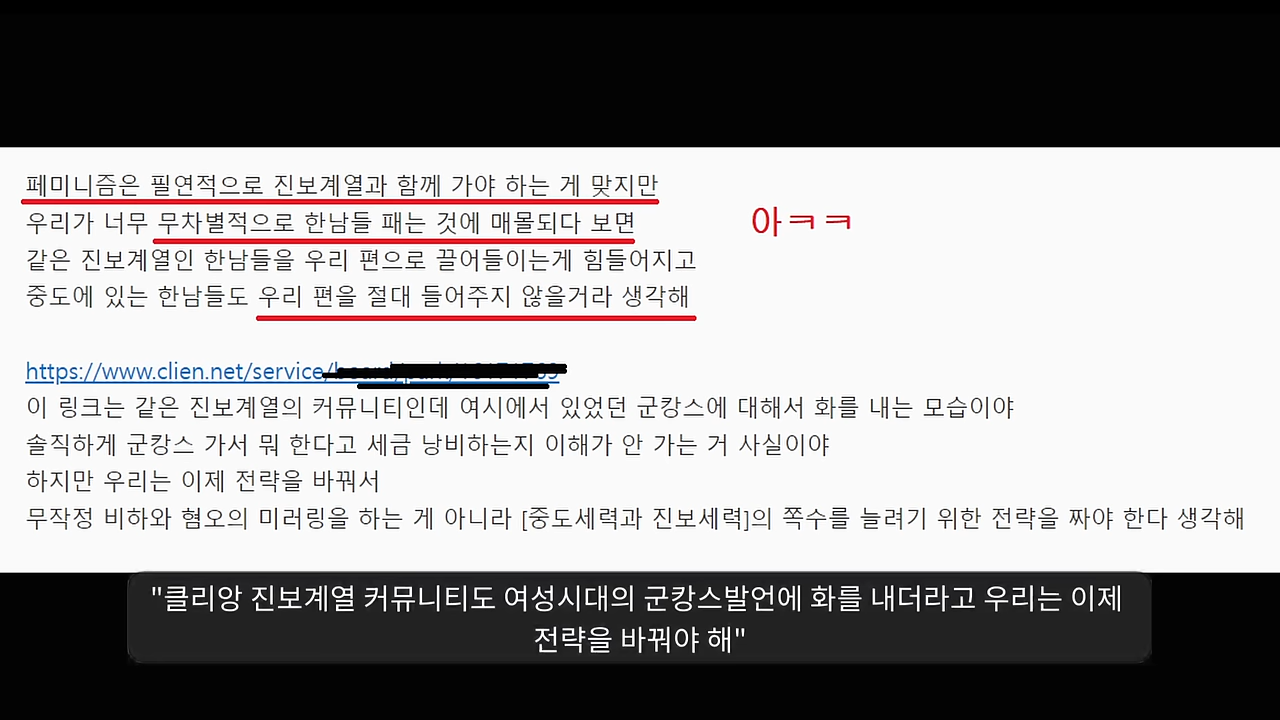 페미니즘은 필연적으로 진보계열과 함께 가야 하는 게 맞지만
우리가 너무 무차별적으로 한남들 패는 것에 매몰되다 보면
아ㅋㅋ
같은 진보계열인 한남들을 우리 편으로 끌어들이는게 힘들어지고
중도에 있는 한남들도 우리 편을 절대 들어주지 않을거라 생각해
https://www.clien.net/service/
이 링크는 같은 진보계열의 커뮤니티인데 여시에서 있었던 군캉스에 대해서 화를 내는 모습이야
솔직하게 군캉스 가서 뭐 한다고 세금 낭비하는지 이해가 안 가는 거 사실이야
하지만 우리는 이제 전략을 바꿔서
무작정 비하와 혐오의 미러링을 하는 게 아니라 [중도세력과 진보세력]의 쪽수를 늘려기 위한 전략을 짜야 한다 생각해
"클리앙 진보계열 커뮤니티도 여성시대의 군캉스발언에 화를 내더라고 우리는 이제
전략을 바꿔야 해"